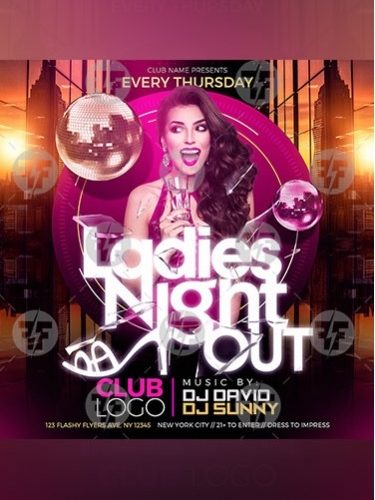 CLUB NAME PRESENTS
EVERY THURSDAY
Ladies
Night
OUT
CLUB
LOGO
MUSIC BY:
DJ DAVID
DJ SUNNY
123 FLASHY FLYERS AVE, NY 12345 NEW YORK CITY // 21+ TO ENTER // DRESS TO IMPRESS